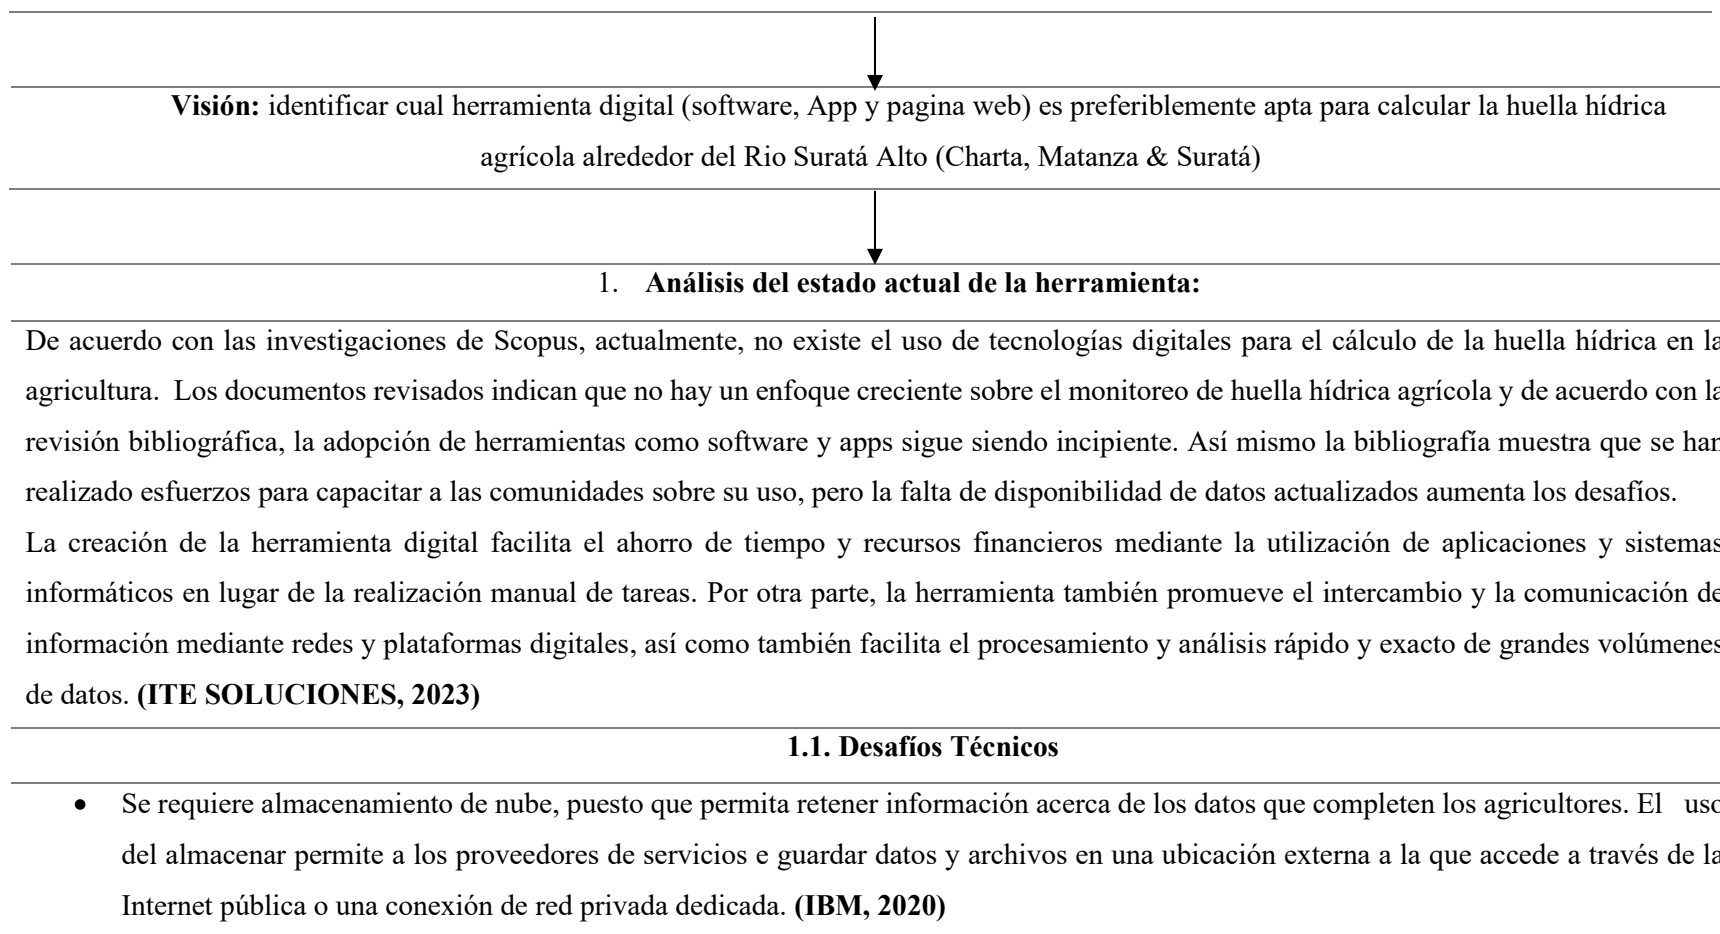 Visión: identificar cual herramienta digital (software, App y pagina web) es preferiblemente apta para calcular la huella hídrica
agrícola alrededor del Rio Suratá Alto (Charta, Matanza & Suratá)
1. Análisis del estado actual de la herramienta:
De acuerdo con las investigaciones de Scopus, actualmente, no existe el uso de tecnologías digitales para el cálculo de la huella hídrica en la
agricultura. Los documentos revisados indican que no hay un enfoque creciente sobre el monitoreo de huella hídrica agrícola y de acuerdo con la
revisión bibliográfica, la adopción de herramientas como software y apps sigue siendo incipiente. Así mismo la bibliografía muestra que se han
realizado esfuerzos para capacitar a las comunidades sobre su uso, pero la falta de disponibilidad de datos actualizados aumenta los desafíos.
La creación de la herramienta digital facilita el ahorro de tiempo y recursos financieros mediante la utilización de aplicaciones y sistemas
informáticos en lugar de la realización manual de tareas. Por otra parte, la herramienta también promueve el intercambio y la comunicación de
información mediante redes y plataformas digitales, así como también facilita el procesamiento y análisis rápido y exacto de grandes volúmenes
de datos. (ITE SOLUCIONES, 2023)
1.1. Desafíos Técnicos
• Se requiere almacenamiento de nube, puesto que permita retener información acerca de los datos que completen los agricultores. El uso
del almacenar permite a los proveedores de servicios e guardar datos y archivos en una ubicación externa a la que accede a través de la
Internet pública o una conexión de red privada dedicada. (IBM, 2020)